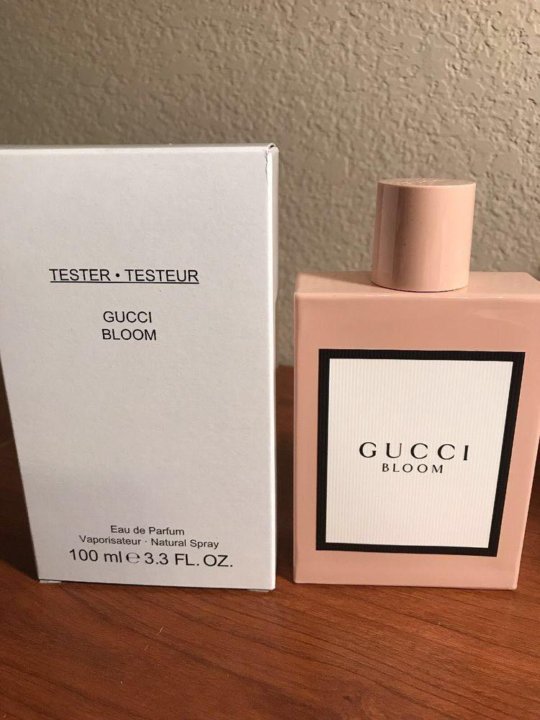 TESTER • TESTEUR
GUCCI
BLOOM
Eau de Parfum
Vaporisateur · Natural Spray
100 ml ℮ 3.3 FL. OZ.
GUCCI
BLOOM